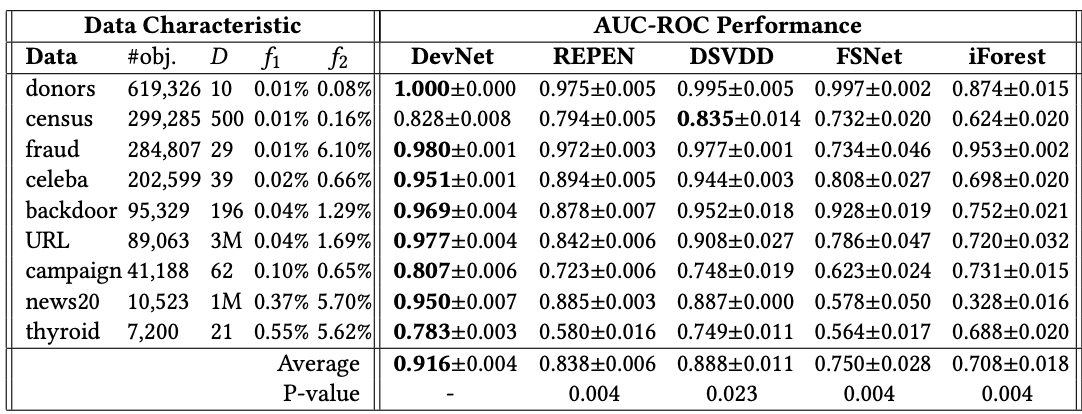 Data Characteristic AUC-ROC Performance
Data #obj. D f1 f2 DevNet REPEN DSVDD FSNet iForest
donors 619,326 10 0.01% 0.08% 1.000±0.000 0.975±0.005 0.995±0.005 0.997±0.002 0.874±0.015
census 299,285 500 0.01% 0.16% 0.828±0.008 0.794±0.005 0.835±0.014 0.732±0.020 0.624±0.020
fraud 284,807 29 0.01% 6.10% 0.980±0.001 0.972±0.003 0.977±0.001 0.734±0.046 0.953±0.002
celeba 202,599 39 0.02% 0.66% 0.951±0.001 0.894±0.005 0.944±0.003 0.808±0.027 0.698±0.020
backdoor 95,329 196 0.04% 1.29% 0.969±0.004 0.878±0.007 0.952±0.018 0.928±0.019 0.752±0.021
URL 89,063 3M 0.04% 1.69% 0.977±0.004 0.842±0.006 0.908±0.027 0.786±0.047 0.720±0.032
campaign 41,188 62 0.10% 0.65% 0.807±0.006 0.723±0.006 0.748±0.019 0.623±0.024 0.731±0.015
news20 10,523 1M 0.37% 5.70% 0.950±0.007 0.885±0.003 0.887±0.000 0.578±0.050 0.328±0.016
thyroid 7,200 21 0.55% 5.62% 0.783±0.003 0.580±0.016 0.749±0.011 0.564±0.017 0.688±0.020
Average 0.916±0.004 0.838±0.006 0.888±0.011 0.750±0.028 0.708±0.018
P-value - 0.004 0.023 0.004 0.004